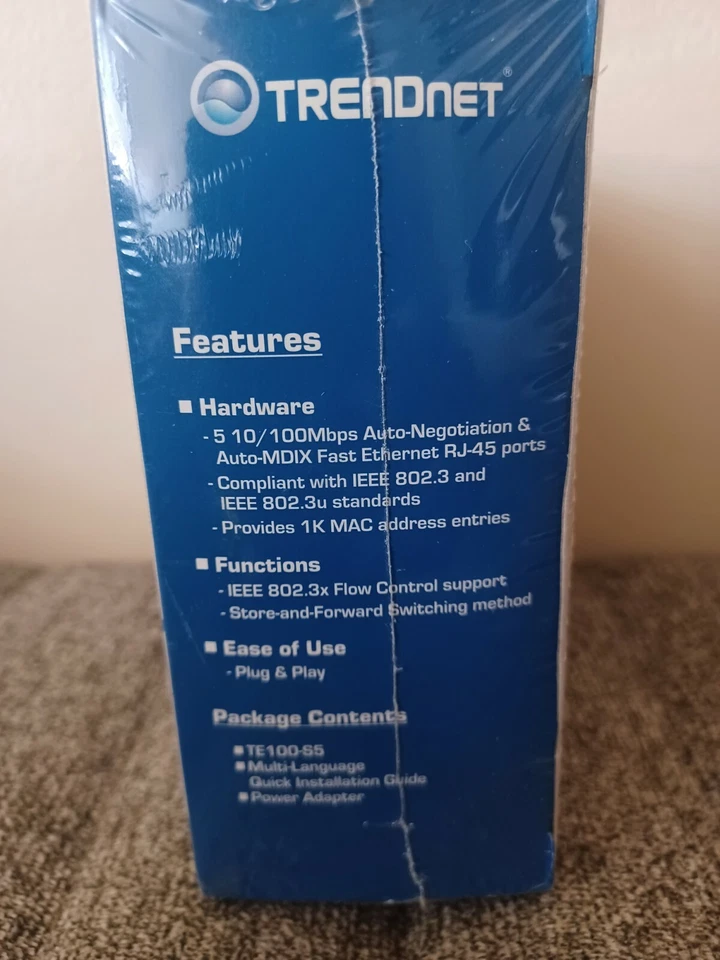 TRENDNET®
Features
■ Hardware
- 5 10/100Mbps Auto-Negotiation &
Auto-MDIX Fast Ethernet RJ-45 ports
- Compliant with IEEE 802.3 and
IEEE 802.3u standards
- Provides 1K MAC address entries
■ Functions
- IEEE 802.3x Flow Control support
- Store-and-Forward Switching method
■ Ease of Use
- Plug & Play
Package Contents
■ TE100-S5
■ Multi-Language
Quick Installation Guide
■ Power Adapter